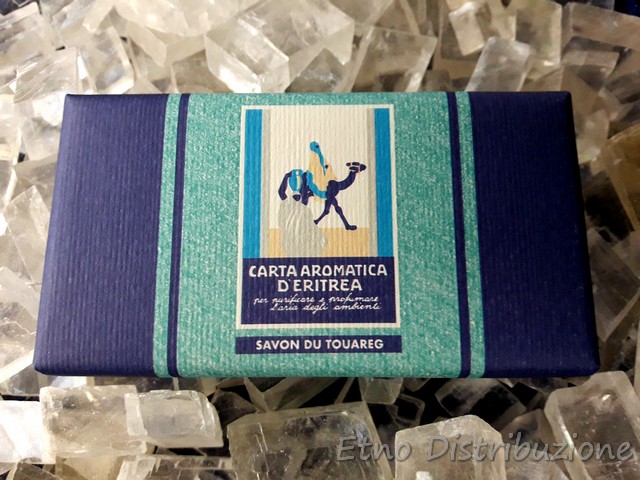 CARTA AROMATICA
D'ERITREA
per purificare e profumare
l'aria degli ambienti
SAVON DU TOUAREG
Etno Distribuzione